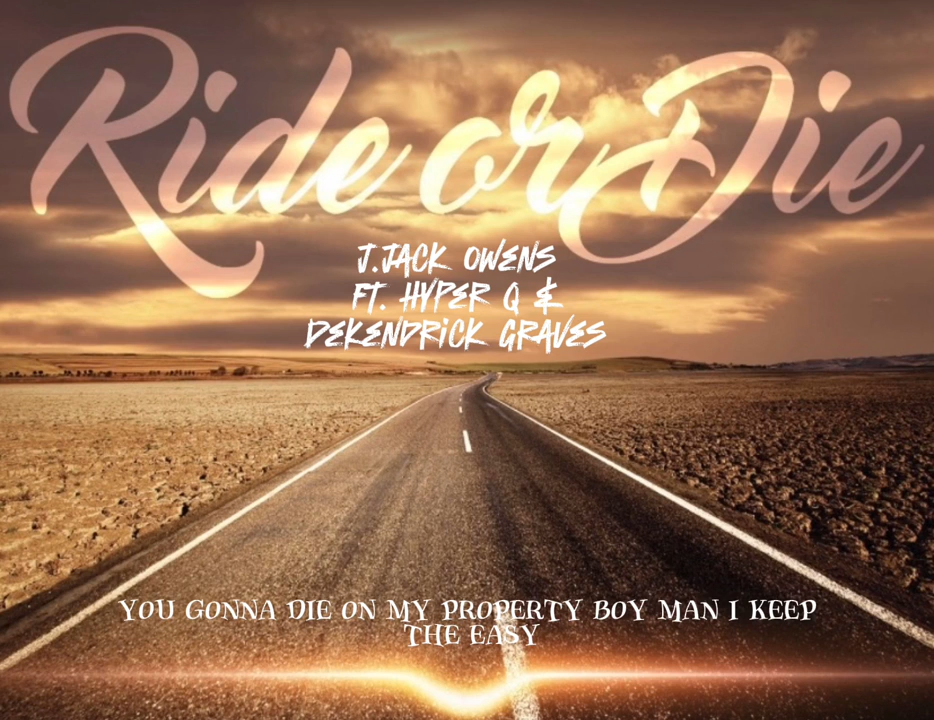 Ride or Die
J.JACK OWENS
FT. HYPER Q &
DEKENDRICK GRAVES
YOU GONNA DIE ON MY PROPERTY BOY MAN I KEEP
THE EASY